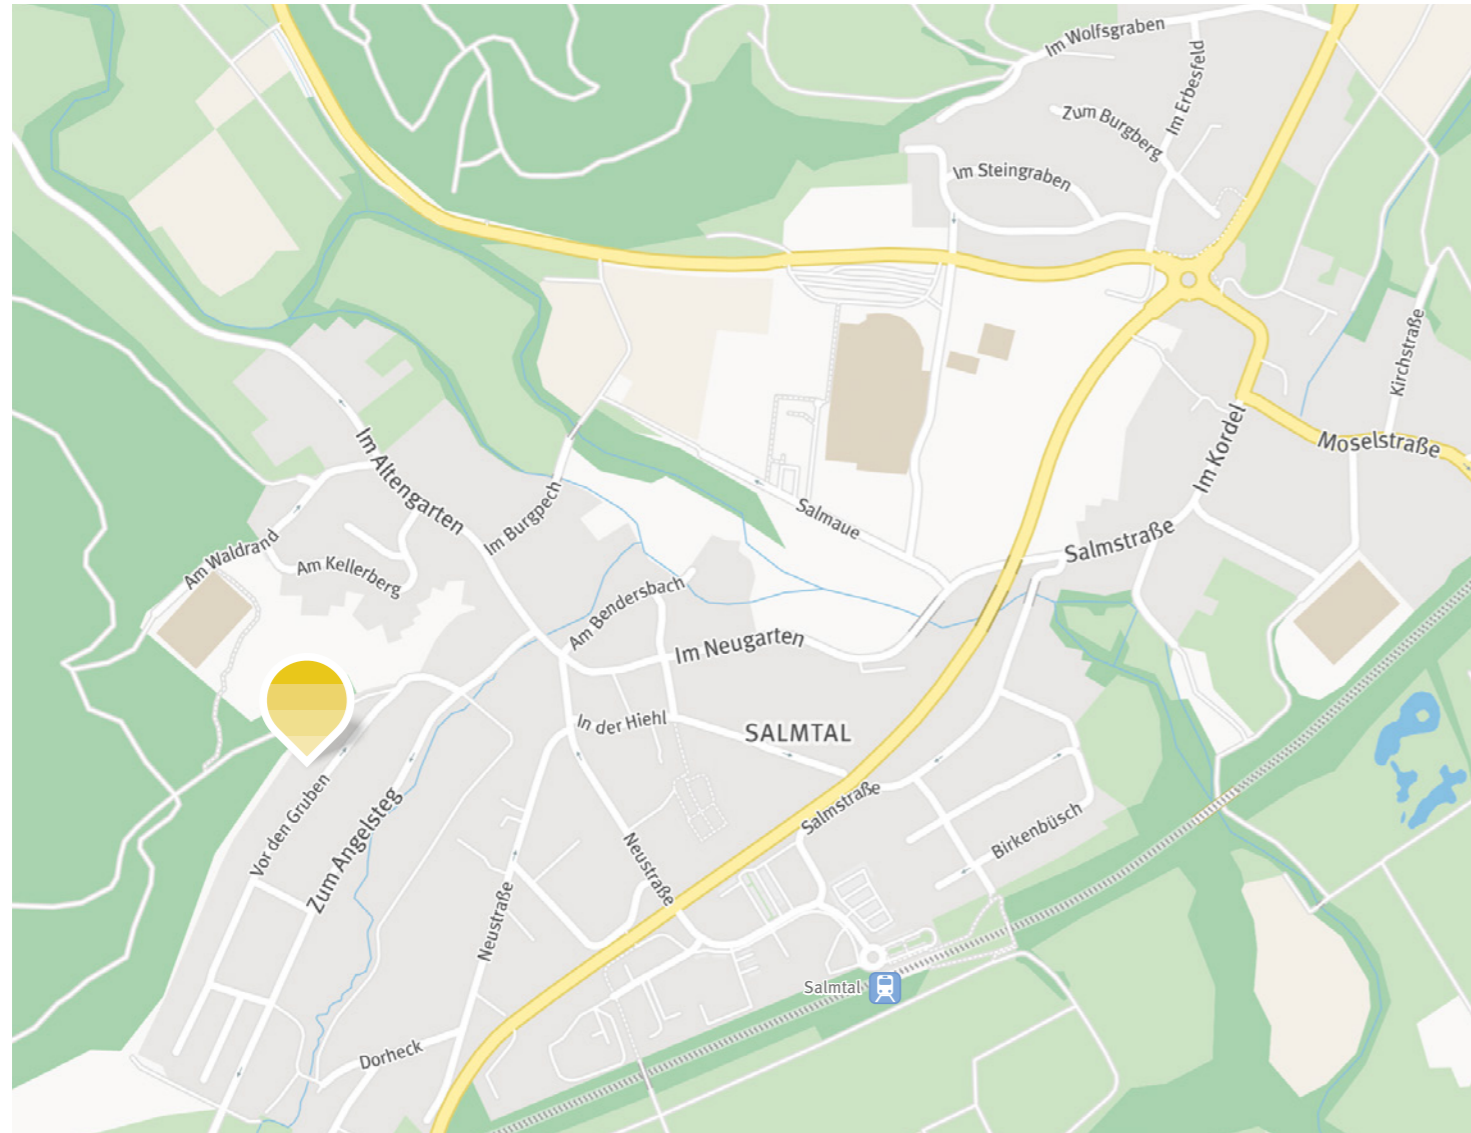 Im Wolfsgraben
Im Erbesfeld
Zum Burgberg
Im Steingraben
Kirchstraße
Im Kordel
Moselstraße
Im Altengarten
Im Burgpech
Salmaue
Salmstraße
Am Waldrand
Am Kellerberg
Am Bendersbach
Im Neugarten
In der Hiehl
SALMTAL
Vor den Gruben
Zum Angelsteg
Neustraße
Salmstraße
Birkenbüsch
Neustraße
Salmtal
Dorheck